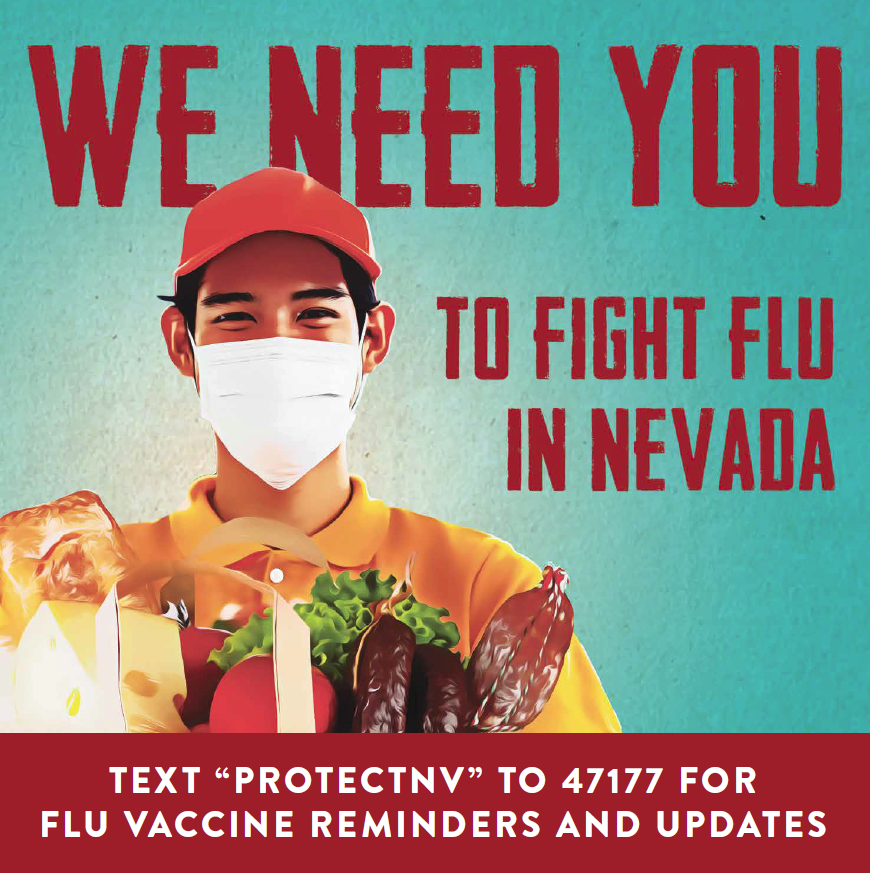 WE NEED YOU
TO FIGHT FLU
IN NEVADA
TEXT “PROTECTNV” TO 47177 FOR
FLU VACCINE REMINDERS AND UPDATES